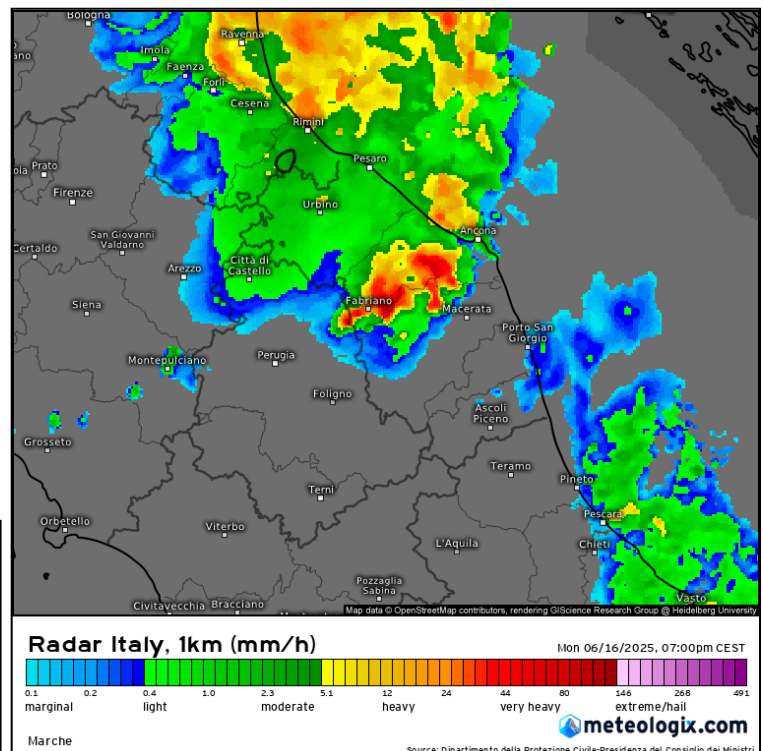 Bologna
Ravenna
Imola
ano
Faenza
Forlì
Cesena
Rimini
Pesaro
oia Prato
Firenze
Urbino
San Giovanni
Valdarno
Certaldo
Ancona
Arezzo
Città di
Castello
Siena
Fabriano
Macerata
Porto San
Giorgio
Montepulciano
Perugia
Foligno
Ascoli
Piceno
Grosseto
Teramo
Pineto
Terni
Orbetello
Viterbo
Pescara
L'Aquila
Chieti
Pozzaglia
Sabina
Vasto
Civitavecchia
Bracciano
Map data © OpenStreetMap contributors, rendering GIScience Research Group @ Heidelberg University
Radar Italy, 1km (mm/h)
Mon 06/16/2025, 07:00pm CEST
0.1 0.2 0.4 1.0 2.3 5.1 12 24 44 80 146 268 491
marginal light moderate heavy very heavy extreme/hail
meteologix.com
Marche
Source: Dipartimento della Protezione Civile-Presidenza del Consiglio dei Ministri